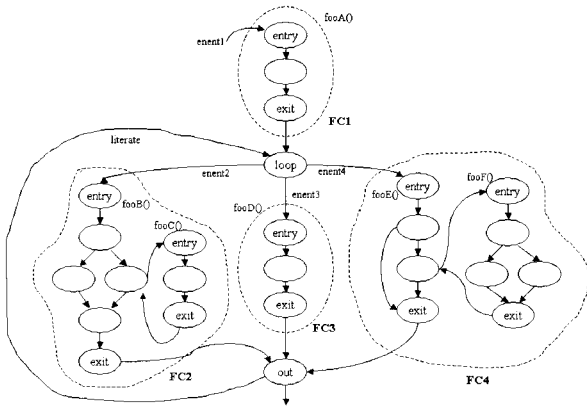 fooA()
enent1
entry
exit
FC1
literate
loop
enent2
enent4
enent3
entry
fooB()
fooC()
entry
exit
exit
FC2
fooD()
entry
exit
FC3
out
entry
fooE()
fooF()
entry
exit
exit
FC4